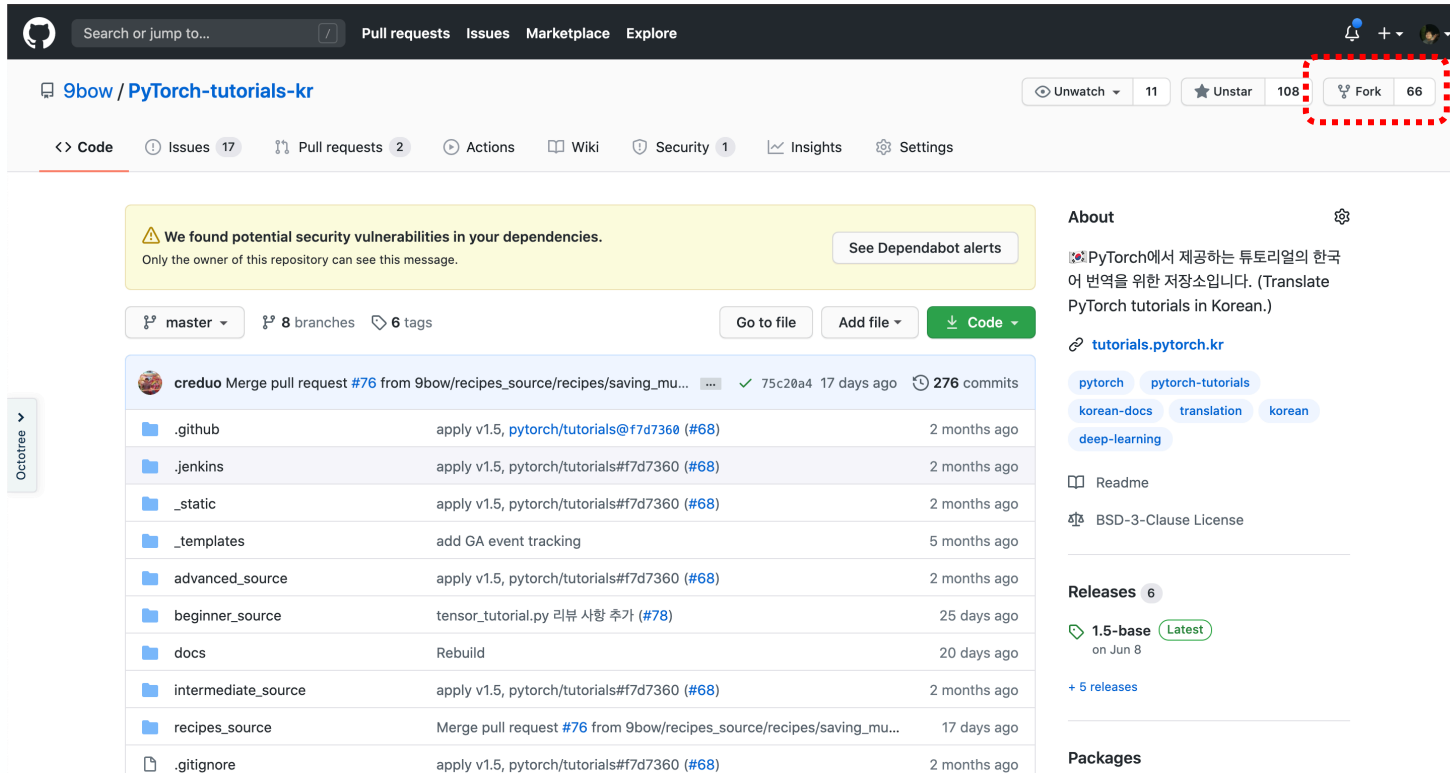 Search or jump to... /
Pull requests Issues Marketplace Explore
9bow / PyTorch-tutorials-kr
Unwatch 11 Unstar 108 Fork 66
Code Issues 17 Pull requests 2 Actions Wiki Security 1 Insights Settings
We found potential security vulnerabilities in your dependencies.
Only the owner of this repository can see this message.
See Dependabot alerts
master 8 branches 6 tags Go to file Add file Code
creduo Merge pull request #76 from 9bow/recipes_source/recipes/saving_mu... ... 75c20a4 17 days ago 276 commits
.github apply v1.5, pytorch/tutorials@f7d7360 (#68) 2 months ago
.jenkins apply v1.5, pytorch/tutorials#f7d7360 (#68) 2 months ago
_static apply v1.5, pytorch/tutorials#f7d7360 (#68) 2 months ago
_templates add GA event tracking 5 months ago
advanced_source apply v1.5, pytorch/tutorials#f7d7360 (#68) 2 months ago
beginner_source tensor_tutorial.py 리뷰 사항 추가 (#78) 25 days ago
docs Rebuild 20 days ago
intermediate_source apply v1.5, pytorch/tutorials#f7d7360 (#68) 2 months ago
recipes_source Merge pull request #76 from 9bow/recipes_source/recipes/saving_mu... 17 days ago
.gitignore apply v1.5, pytorch/tutorials#f7d7360 (#68) 2 months ago
Octotree
About
🇰🇷PyTorch에서 제공하는 튜토리얼의 한국
어 번역을 위한 저장소입니다. (Translate
PyTorch tutorials in Korean.)
tutorials.pytorch.kr
pytorch pytorch-tutorials
korean-docs translation korean
deep-learning
Readme
BSD-3-Clause License
Releases 6
1.5-base Latest
on Jun 8
+ 5 releases
Packages